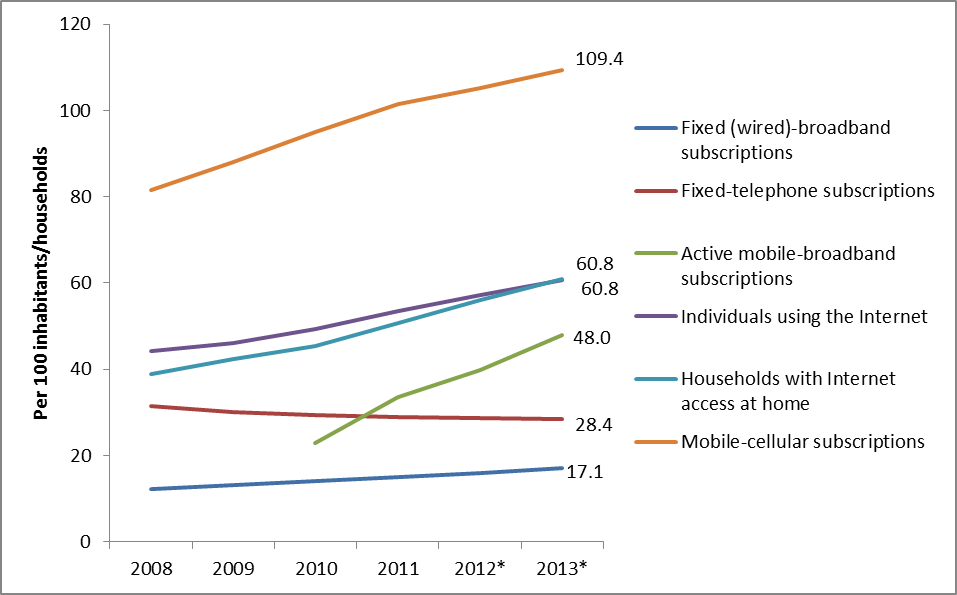 120
100
80
60
40
20
0
Per 100 inhabitants/households
2008
2009
2010
2011
2012*
2013*
109.4
60.8
60.8
48.0
28.4
17.1
Fixed (wired)-broadband
subscriptions
Fixed-telephone subscriptions
Active mobile-broadband
subscriptions
Individuals using the Internet
Households with Internet
access at home
Mobile-cellular subscriptions